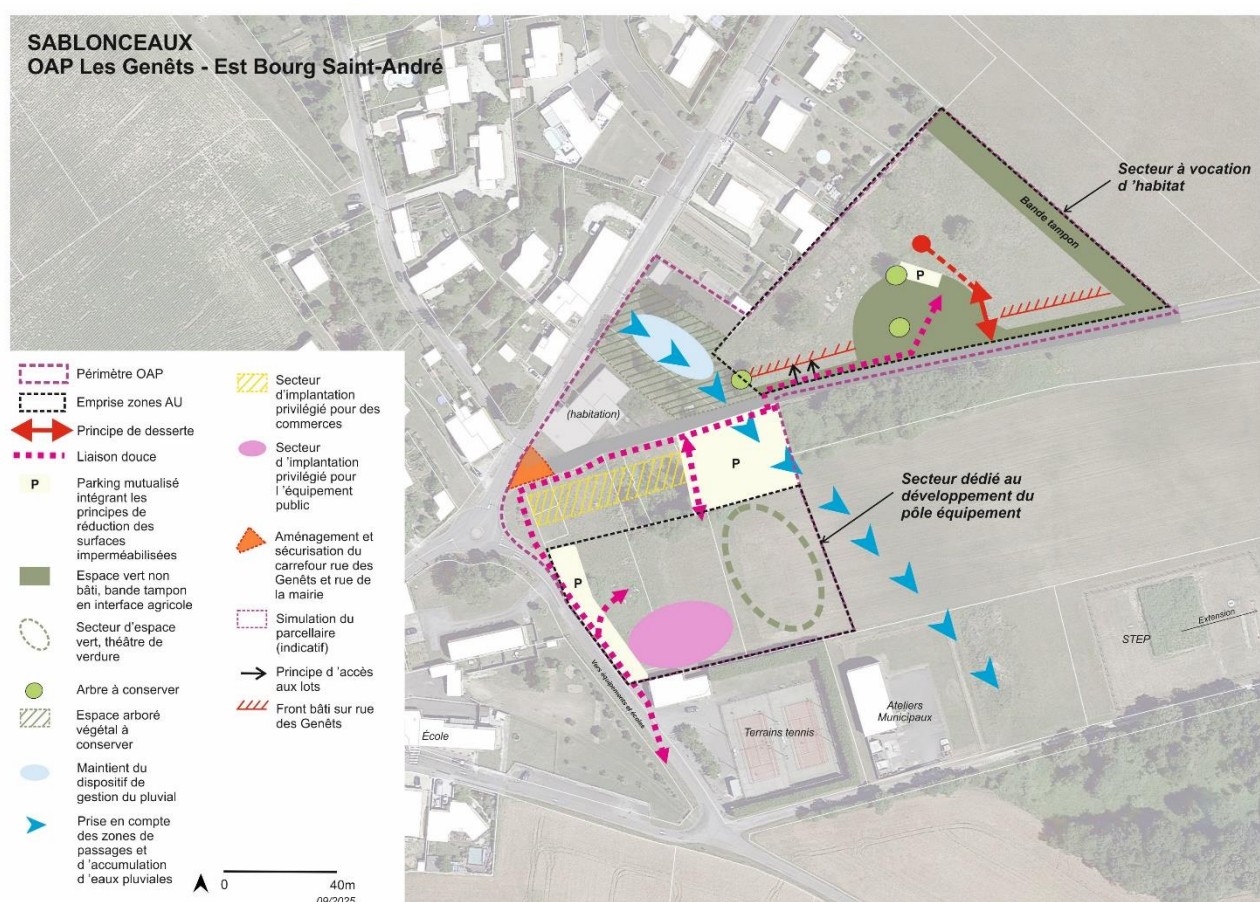 SABLONCEAUX
OAP Les Genêts - Est Bourg Saint-André
Secteur à vocation
d 'habitat
Bande tampon
P
(habitation)
P
Secteur dédié au
développement du
pôle équipement
P
Vers équipements et écoles
École
Terrains tennis
Ateliers
Municipaux
STEP
Extension
Périmètre OAP
Emprise zones AU
Principe de desserte
Liaison douce
P
Parking mutualisé
intégrant les
principes de
réduction des
surfaces
imperméabilisées
Espace vert non
bâti, bande tampon
en interface agricole
Secteur d'espace
vert, théâtre de
verdure
Arbre à conserver
Espace arboré
végétal à
conserver
Maintient du
dispositif de
gestion du pluvial
Prise en compte
des zones de
passages et
d 'accumulation
d 'eaux pluviales
Secteur
d'implantation
privilégié pour des
commerces
Secteur
d 'implantation
privilégié pour
l 'équipement
public
Aménagement et
sécurisation du
carrefour rue des
Genêts et rue de
la mairie
Simulation du
parcellaire
(indicatif)
Principe d 'accès
aux lots
Front bâti sur rue
des Genêts
0
40m
09/2025